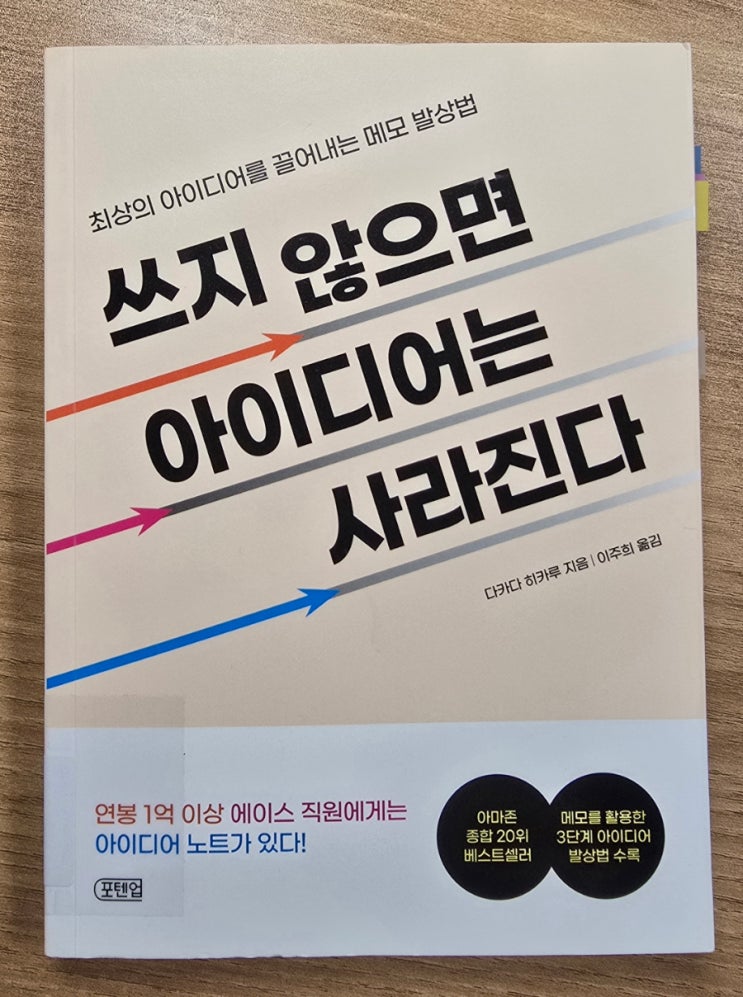 최상의 아이디어를 끌어내는 메모 발상법
쓰지 않으면
아이디어는
사라진다
다카다 히카루 지음 | 이주희 옮김
연봉 1억 이상 에이스 직원에게는
아이디어 노트가 있다!
아마존
종합 20위
베스트셀러
메모를 활용한
3단계 아이디어
발상법 수록
포텐업